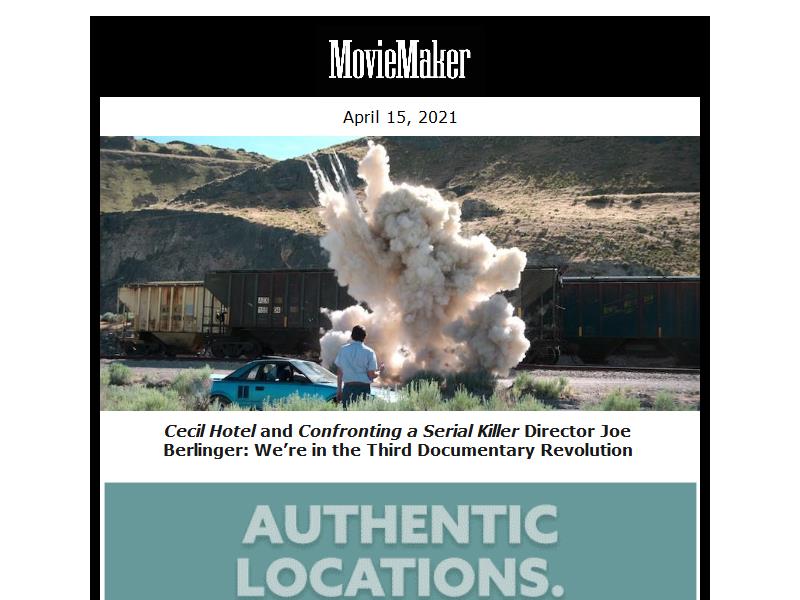 MovieMaker
April 15, 2021
Cecil Hotel and Confronting a Serial Killer Director Joe
Berlinger: We’re in the Third Documentary Revolution
AUTHENTIC
LOCATIONS.